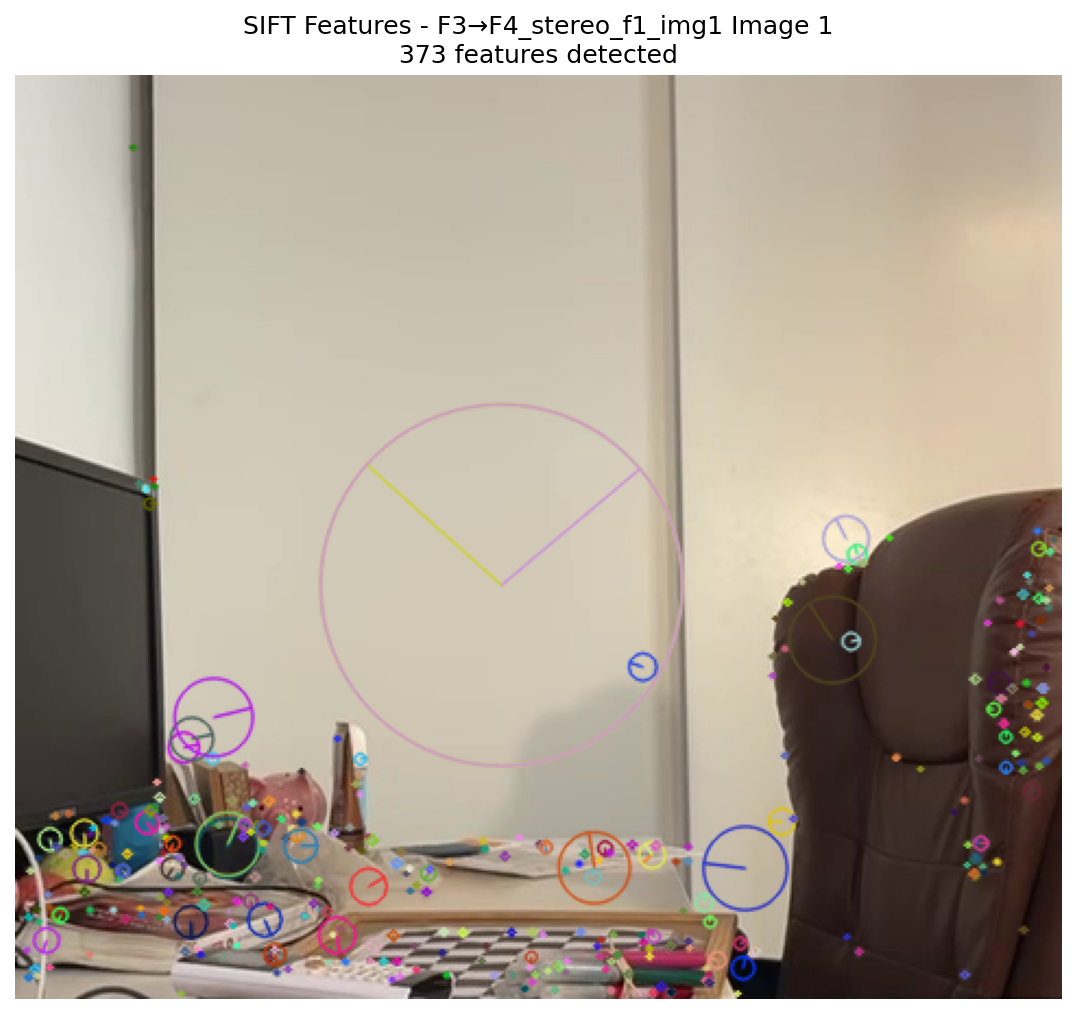 SIFT Features - F3→F4_stereo_f1_img1 Image 1
373 features detected